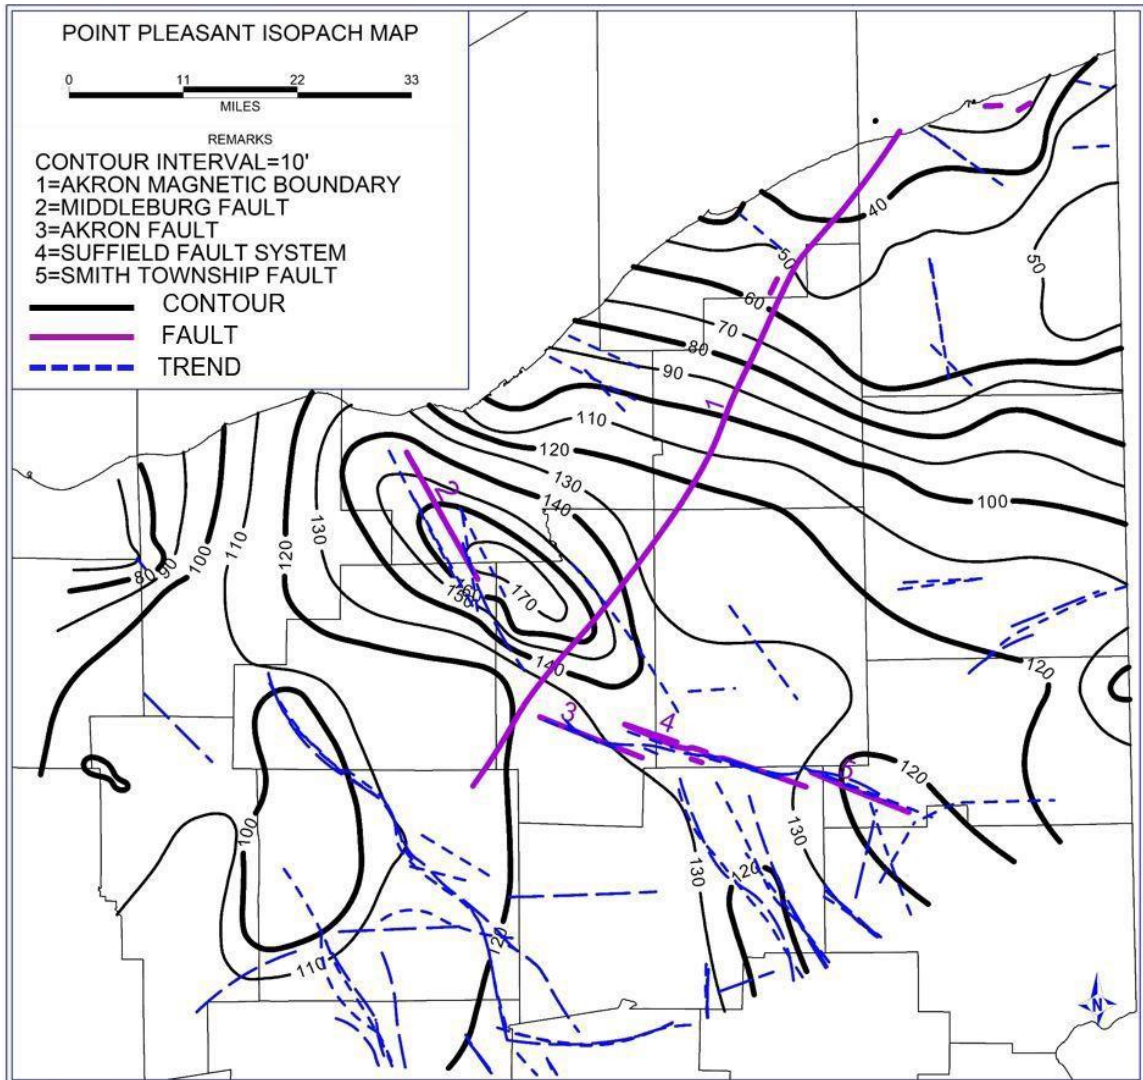 POINT PLEASANT ISOPACH MAP
0 11 22 33
MILES
REMARKS
CONTOUR INTERVAL=10'
1=AKRON MAGNETIC BOUNDARY
2=MIDDLEBURG FAULT
3=AKRON FAULT
4=SUFFIELD FAULT SYSTEM
5=SMITH TOWNSHIP FAULT
CONTOUR
FAULT
TREND
40
50
50
60
70
80
90
1
110
120
130
140
100
2
130
120
110
100
90
80
160
150
170
140
120
3
4
5
120
100
130
130
120
120
110
N